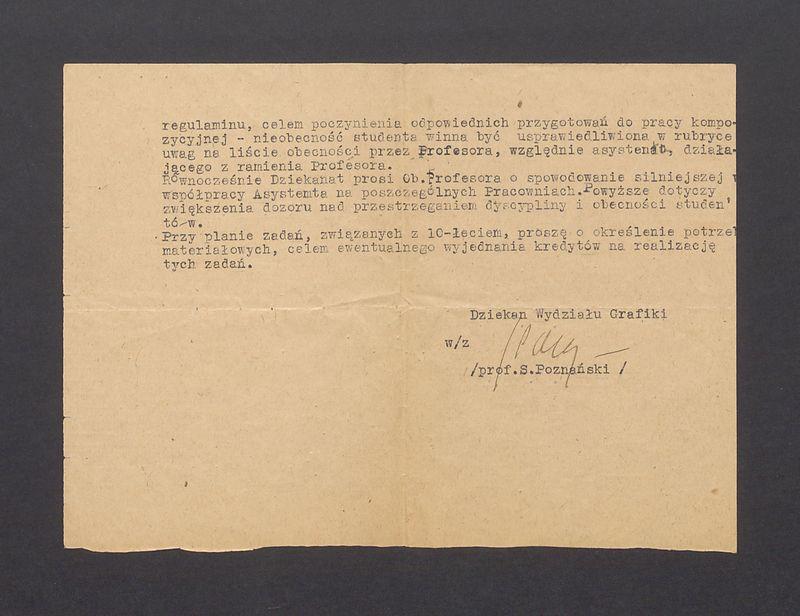 regulaminu, celem poczynienia odpowiednich przygotowań do pracy kompo-
zycyjnej - nieobecność studenta winna być usprawiedliwiona w rubryce
uwag na liście obecności przez Profesora, względnie asystenta, działa-
jącego z ramienia Profesora.
Równocześnie Dziekanat prosi Ob.Profesora o spowodowanie silniejszej
współpracy Asystemta na poszczególnych Pracowniach.Powyższe dotyczy
zwiększenia dozoru nad przestrzeganiem dyscypliny i obecności studen
tó-w.
Przy planie zadań, związanych z 10-leciem, proszę o określenie potrzeb
materiałowych, celem ewentualnego wyjednania kredytów na realizację
tych zadań.
Dziekan Wydziału Grafiki
w/z
/prof.S.Poznański /